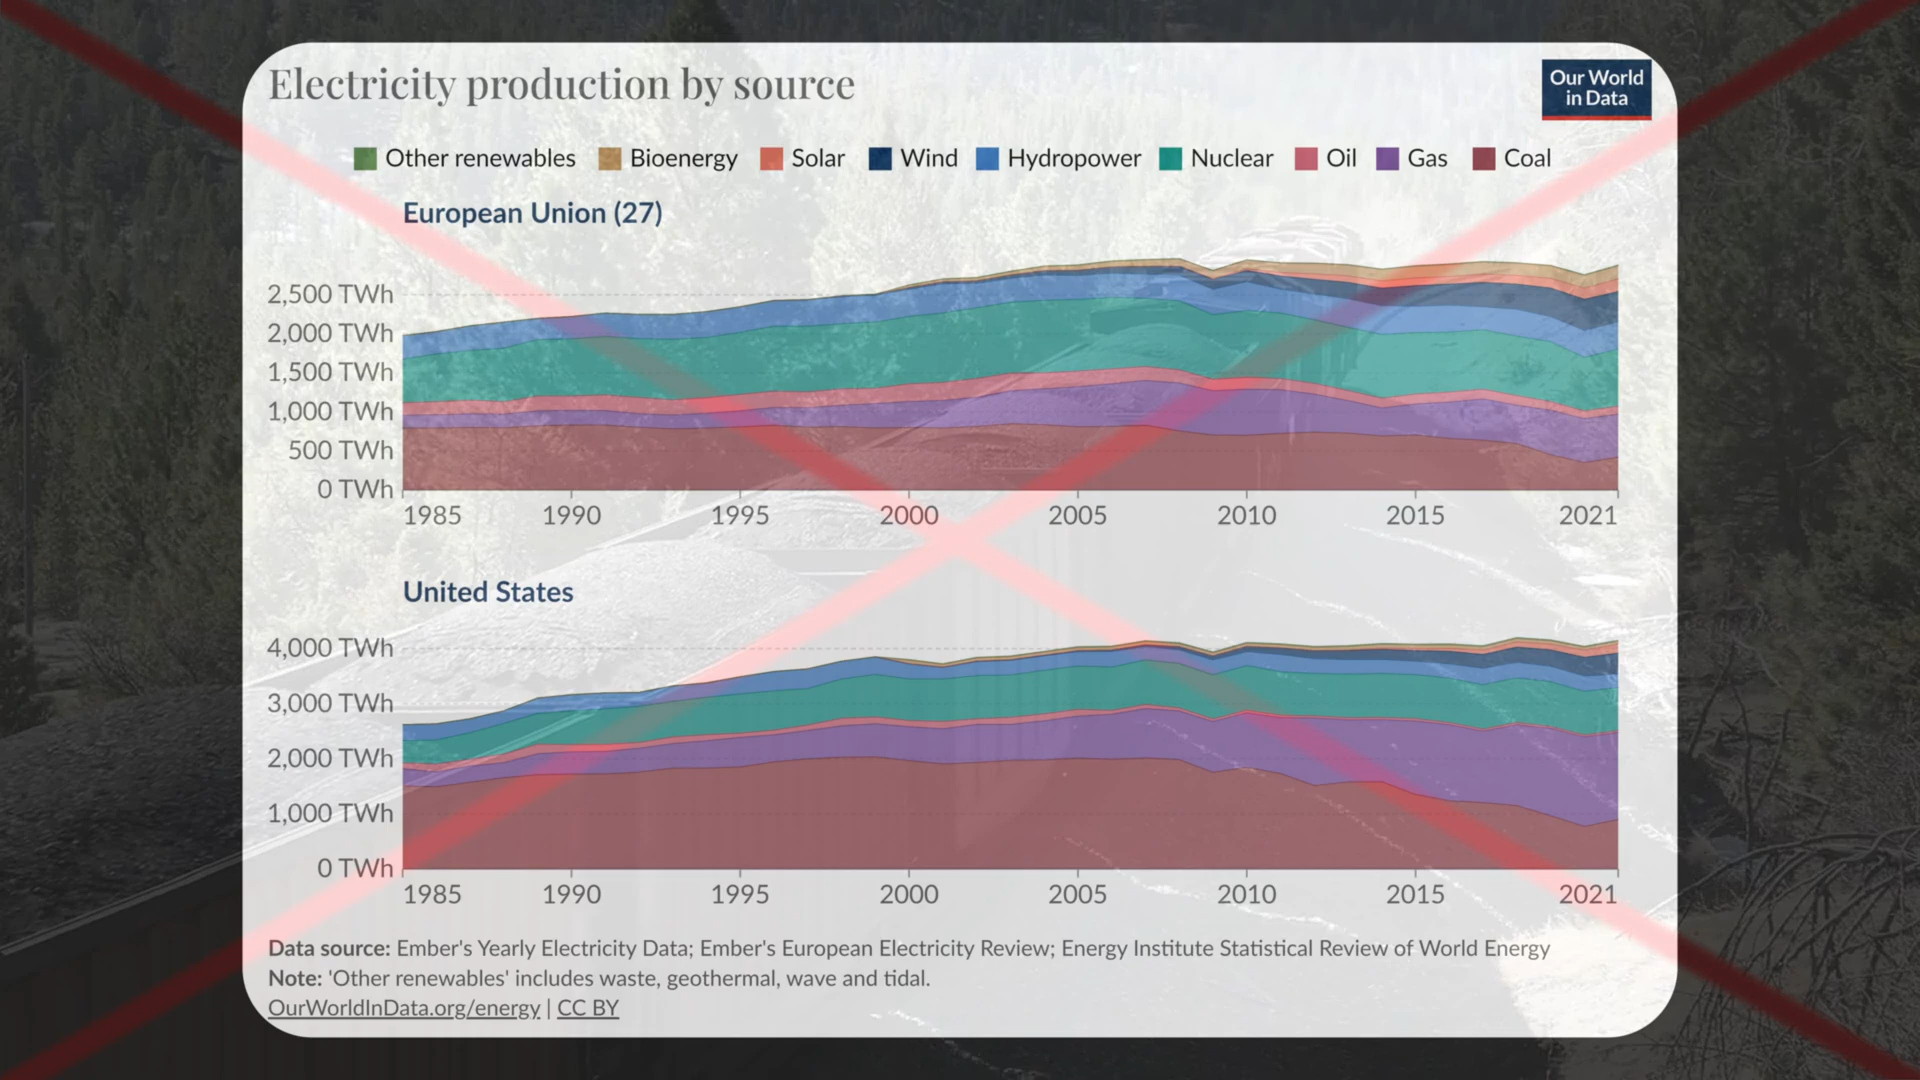 Electricity production by source
Our World
in Data
Other renewables Bioenergy Solar Wind Hydropower Nuclear Oil Gas Coal
European Union (27)
2,500 TWh
2,000 TWh
1,500 TWh
1,000 TWh
500 TWh
0 TWh
1985 1990 1995 2000 2005 2010 2015 2021
United States
4,000 TWh
3,000 TWh
2,000 TWh
1,000 TWh
0 TWh
1985 1990 1995 2000 2005 2010 2015 2021
Data source: Ember's Yearly Electricity Data; Ember's European Electricity Review; Energy Institute Statistical Review of World Energy
Note: 'Other renewables' includes waste, geothermal, wave and tidal.
OurWorldInData.org/energy | CC BY